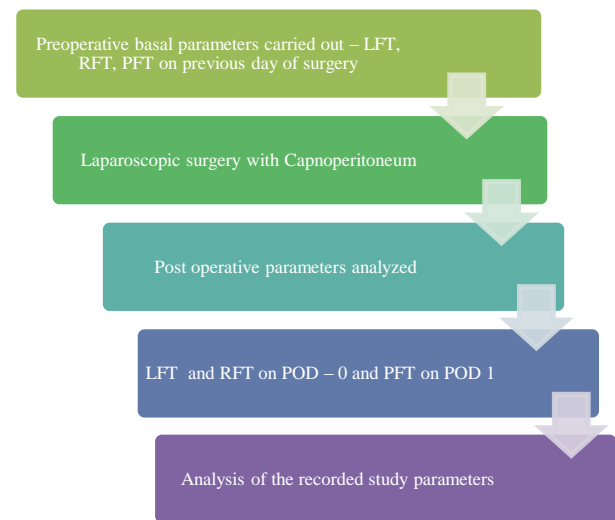 Preoperative basal parameters carried out – LFT,
RFT, PFT on previous day of surgery
Laparoscopic surgery with Capnoperitoneum
Post operative parameters analyzed
LFT and RFT on POD – 0 and PFT on POD 1
Analysis of the recorded study parameters